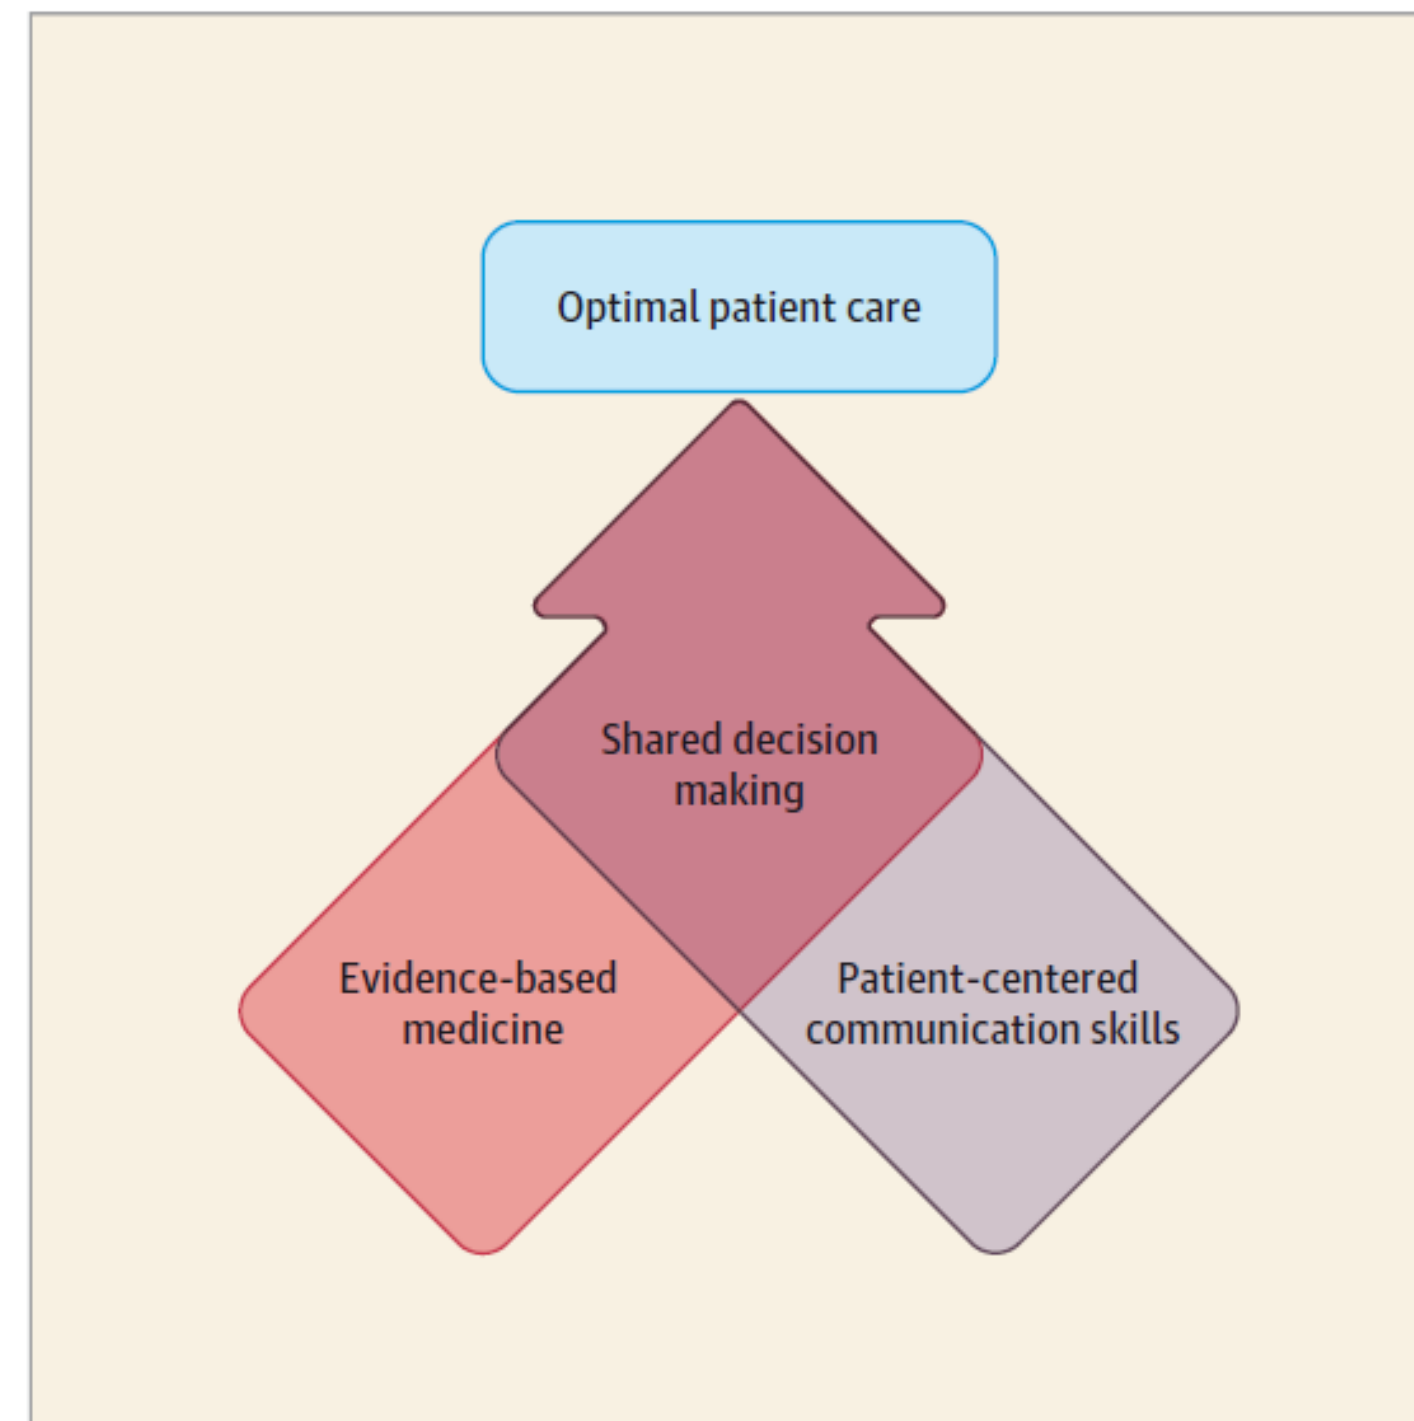 Optimal patient care
Shared decision
making
Evidence-based
medicine
Patient-centered
communication skills